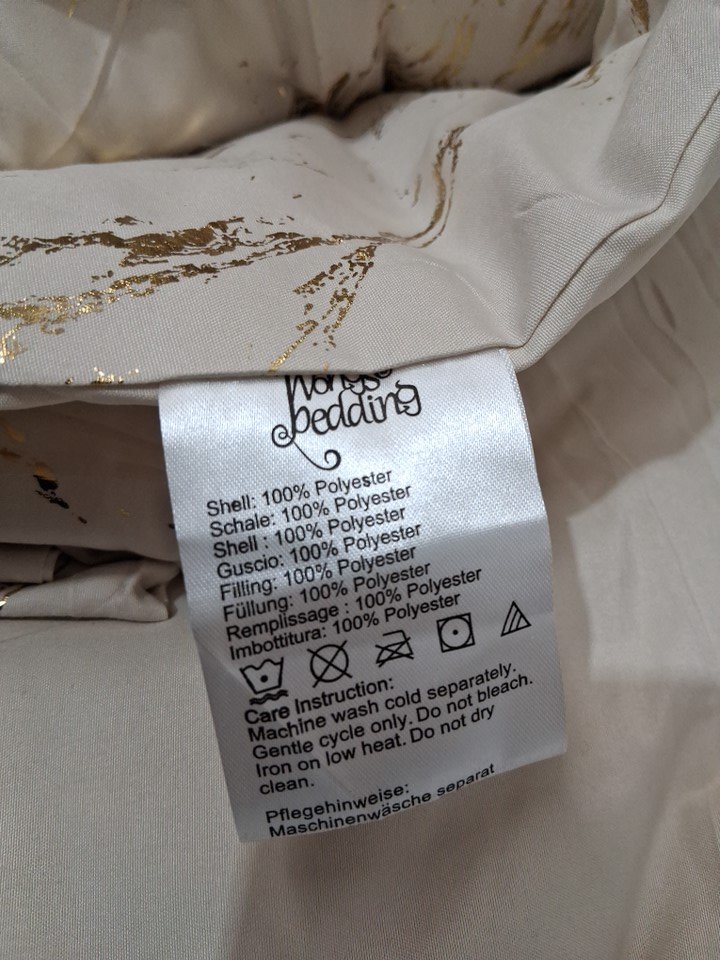 bedding
Shell: 100% Polyester
Schale: 100% Polyester
Shell : 100% Polyester
Guscio: 100% Polyester
Filling: 100% Polyester
Füllung: 100% Polyester
Remplissage : 100% Polyester
Imbottitura: 100% Polyester
Care Instruction:
Machine wash cold separately.
Gentle cycle only. Do not bleach.
Iron on low heat. Do not dry
clean.
Pflegehinweise:
Maschinenwäsche separat